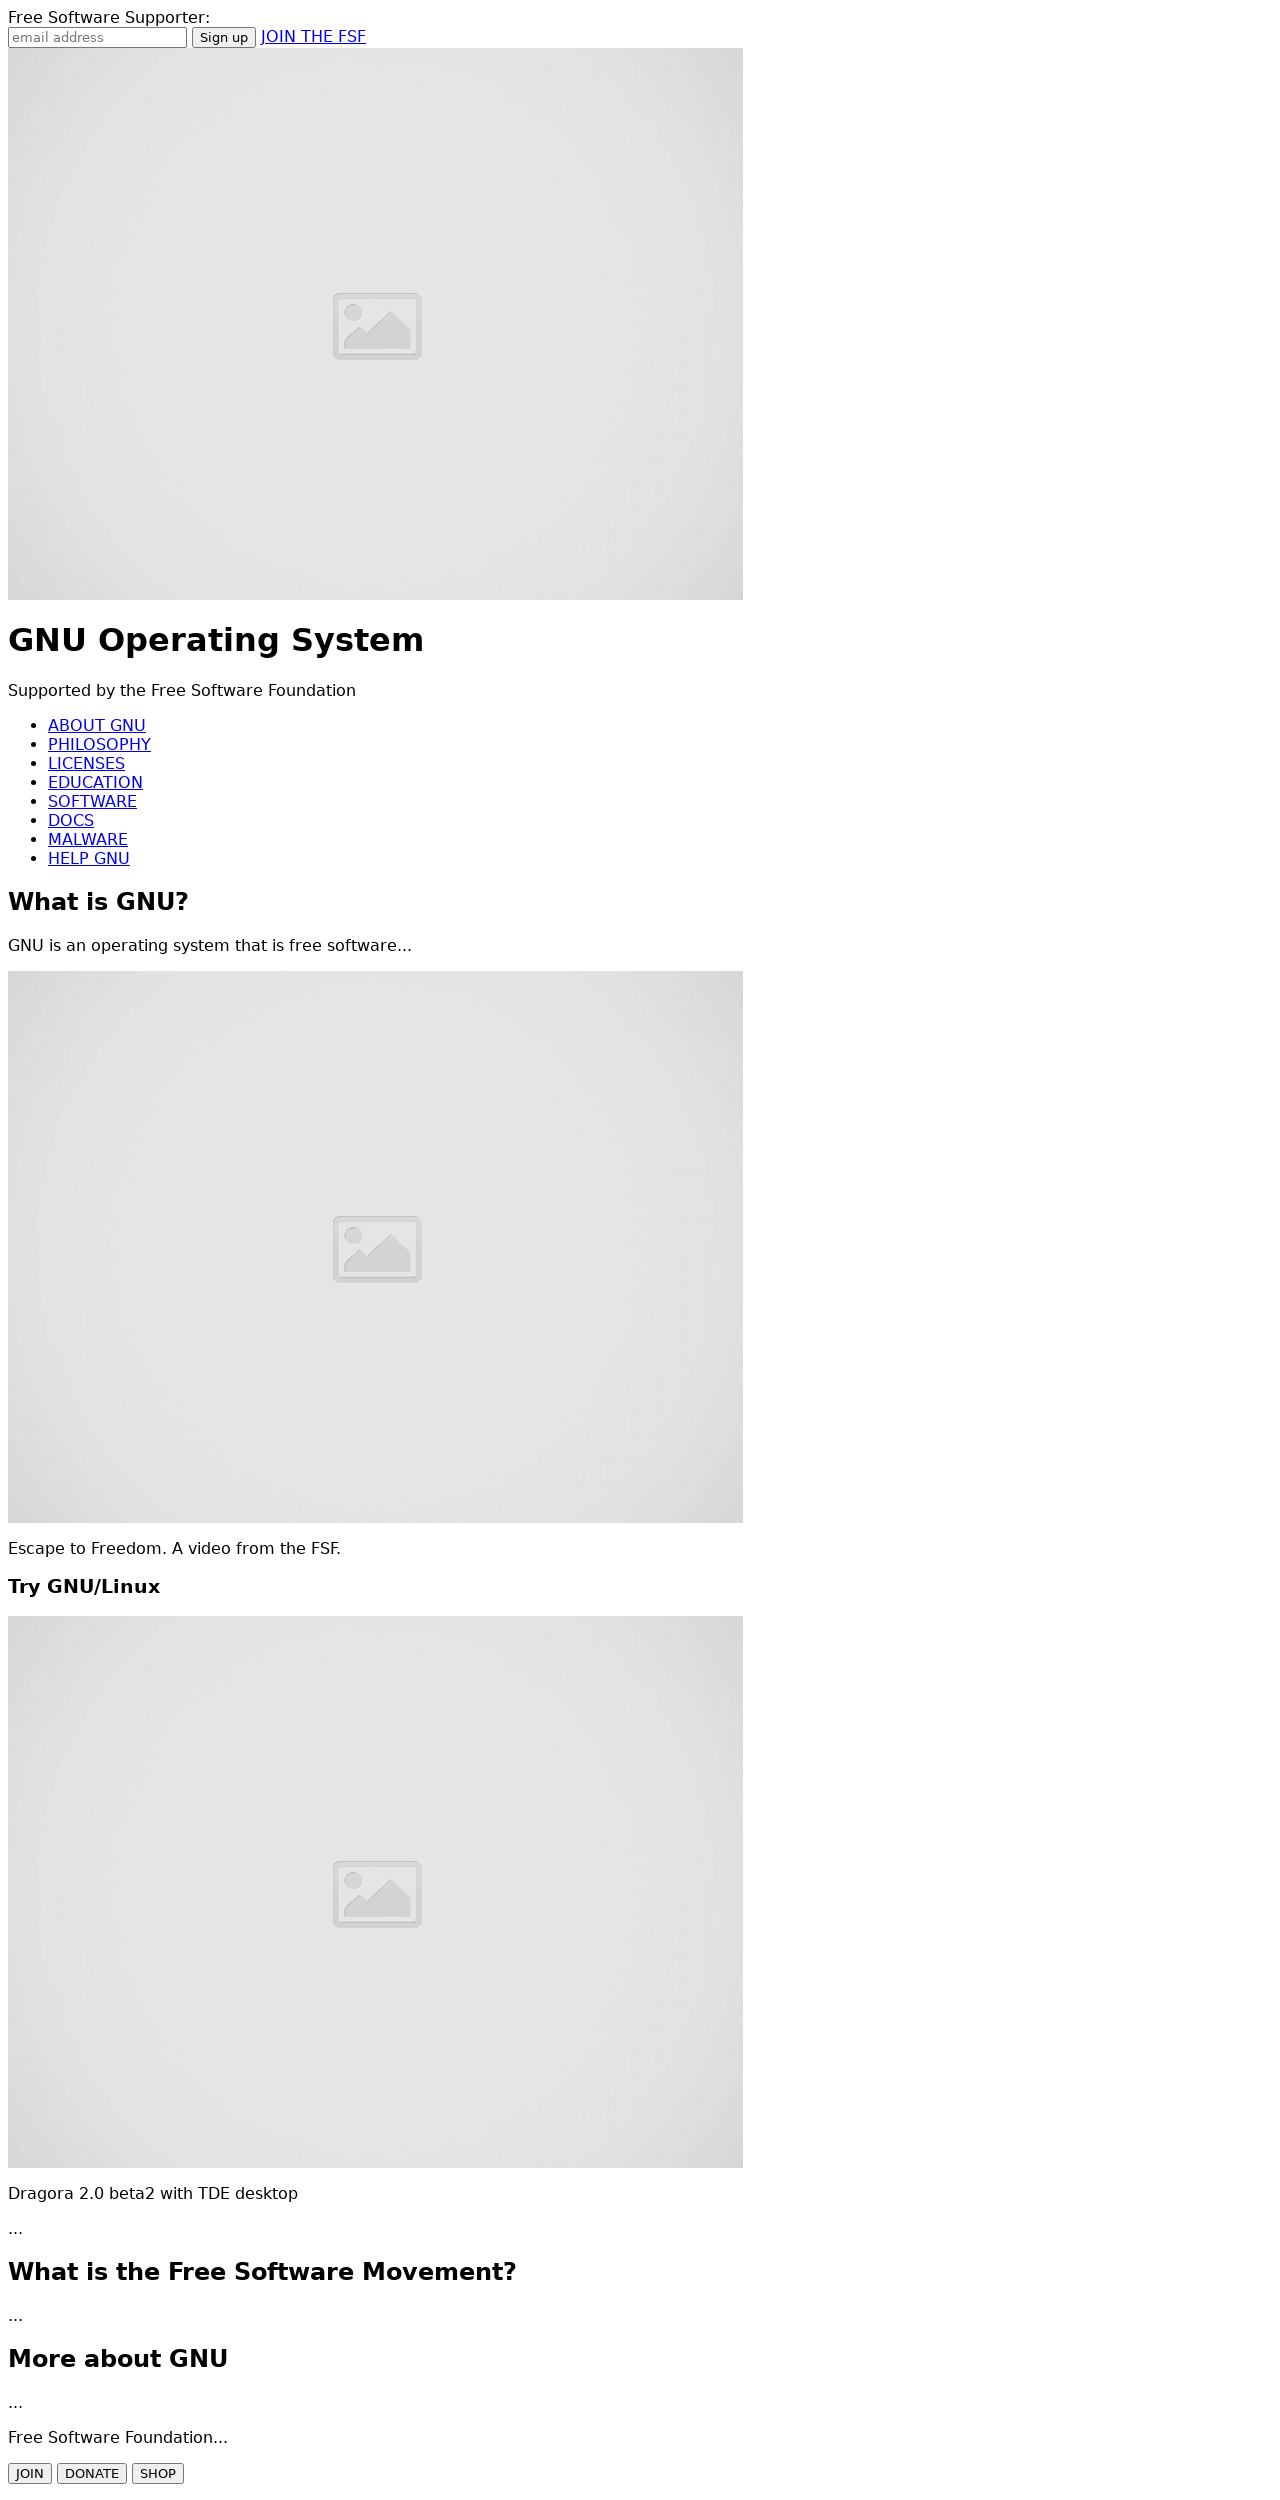 Free Software Supporter:
email address Sign up JOIN THE FSF
GNU Operating System
Supported by the Free Software Foundation
ABOUT GNU
PHILOSOPHY
LICENSES
EDUCATION
SOFTWARE
DOCS
MALWARE
HELP GNU
What is GNU?
GNU is an operating system that is free software...
Escape to Freedom. A video from the FSF.
Try GNU/Linux
Dragora 2.0 beta2 with TDE desktop
...
What is the Free Software Movement?
...
More about GNU
...
Free Software Foundation...
JOIN DONATE SHOP